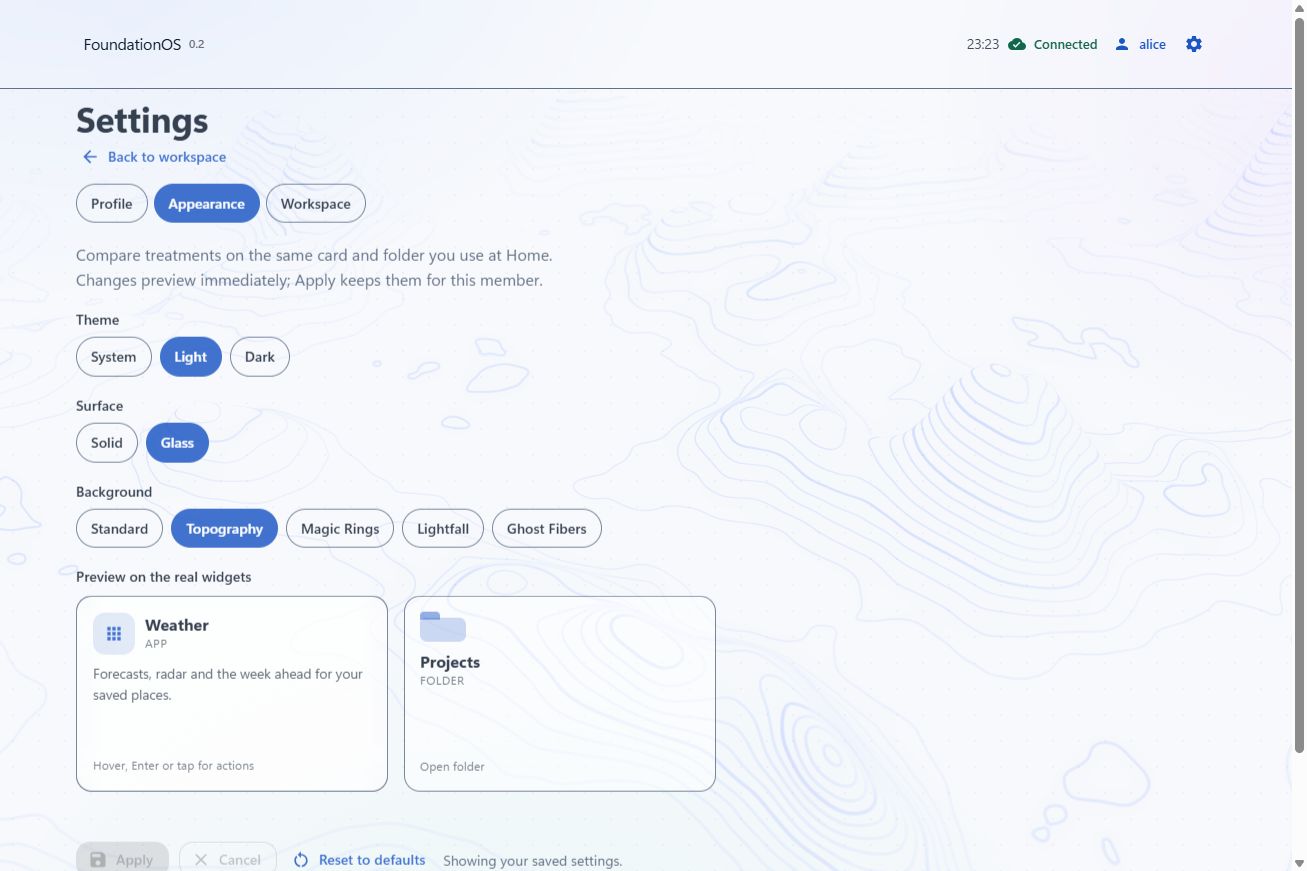 FoundationOS 0.2
23:23 Connected alice
Settings
Back to workspace
Profile Appearance Workspace
Compare treatments on the same card and folder you use at Home.
Changes preview immediately; Apply keeps them for this member.
Theme
System Light Dark
Surface
Solid Glass
Background
Standard Topography Magic Rings Lightfall Ghost Fibers
Preview on the real widgets
Weather
APP
Forecasts, radar and the week ahead for your
saved places.
Hover, Enter or tap for actions
Projects
FOLDER
Open folder
Apply Cancel Reset to defaults Showing your saved settings.